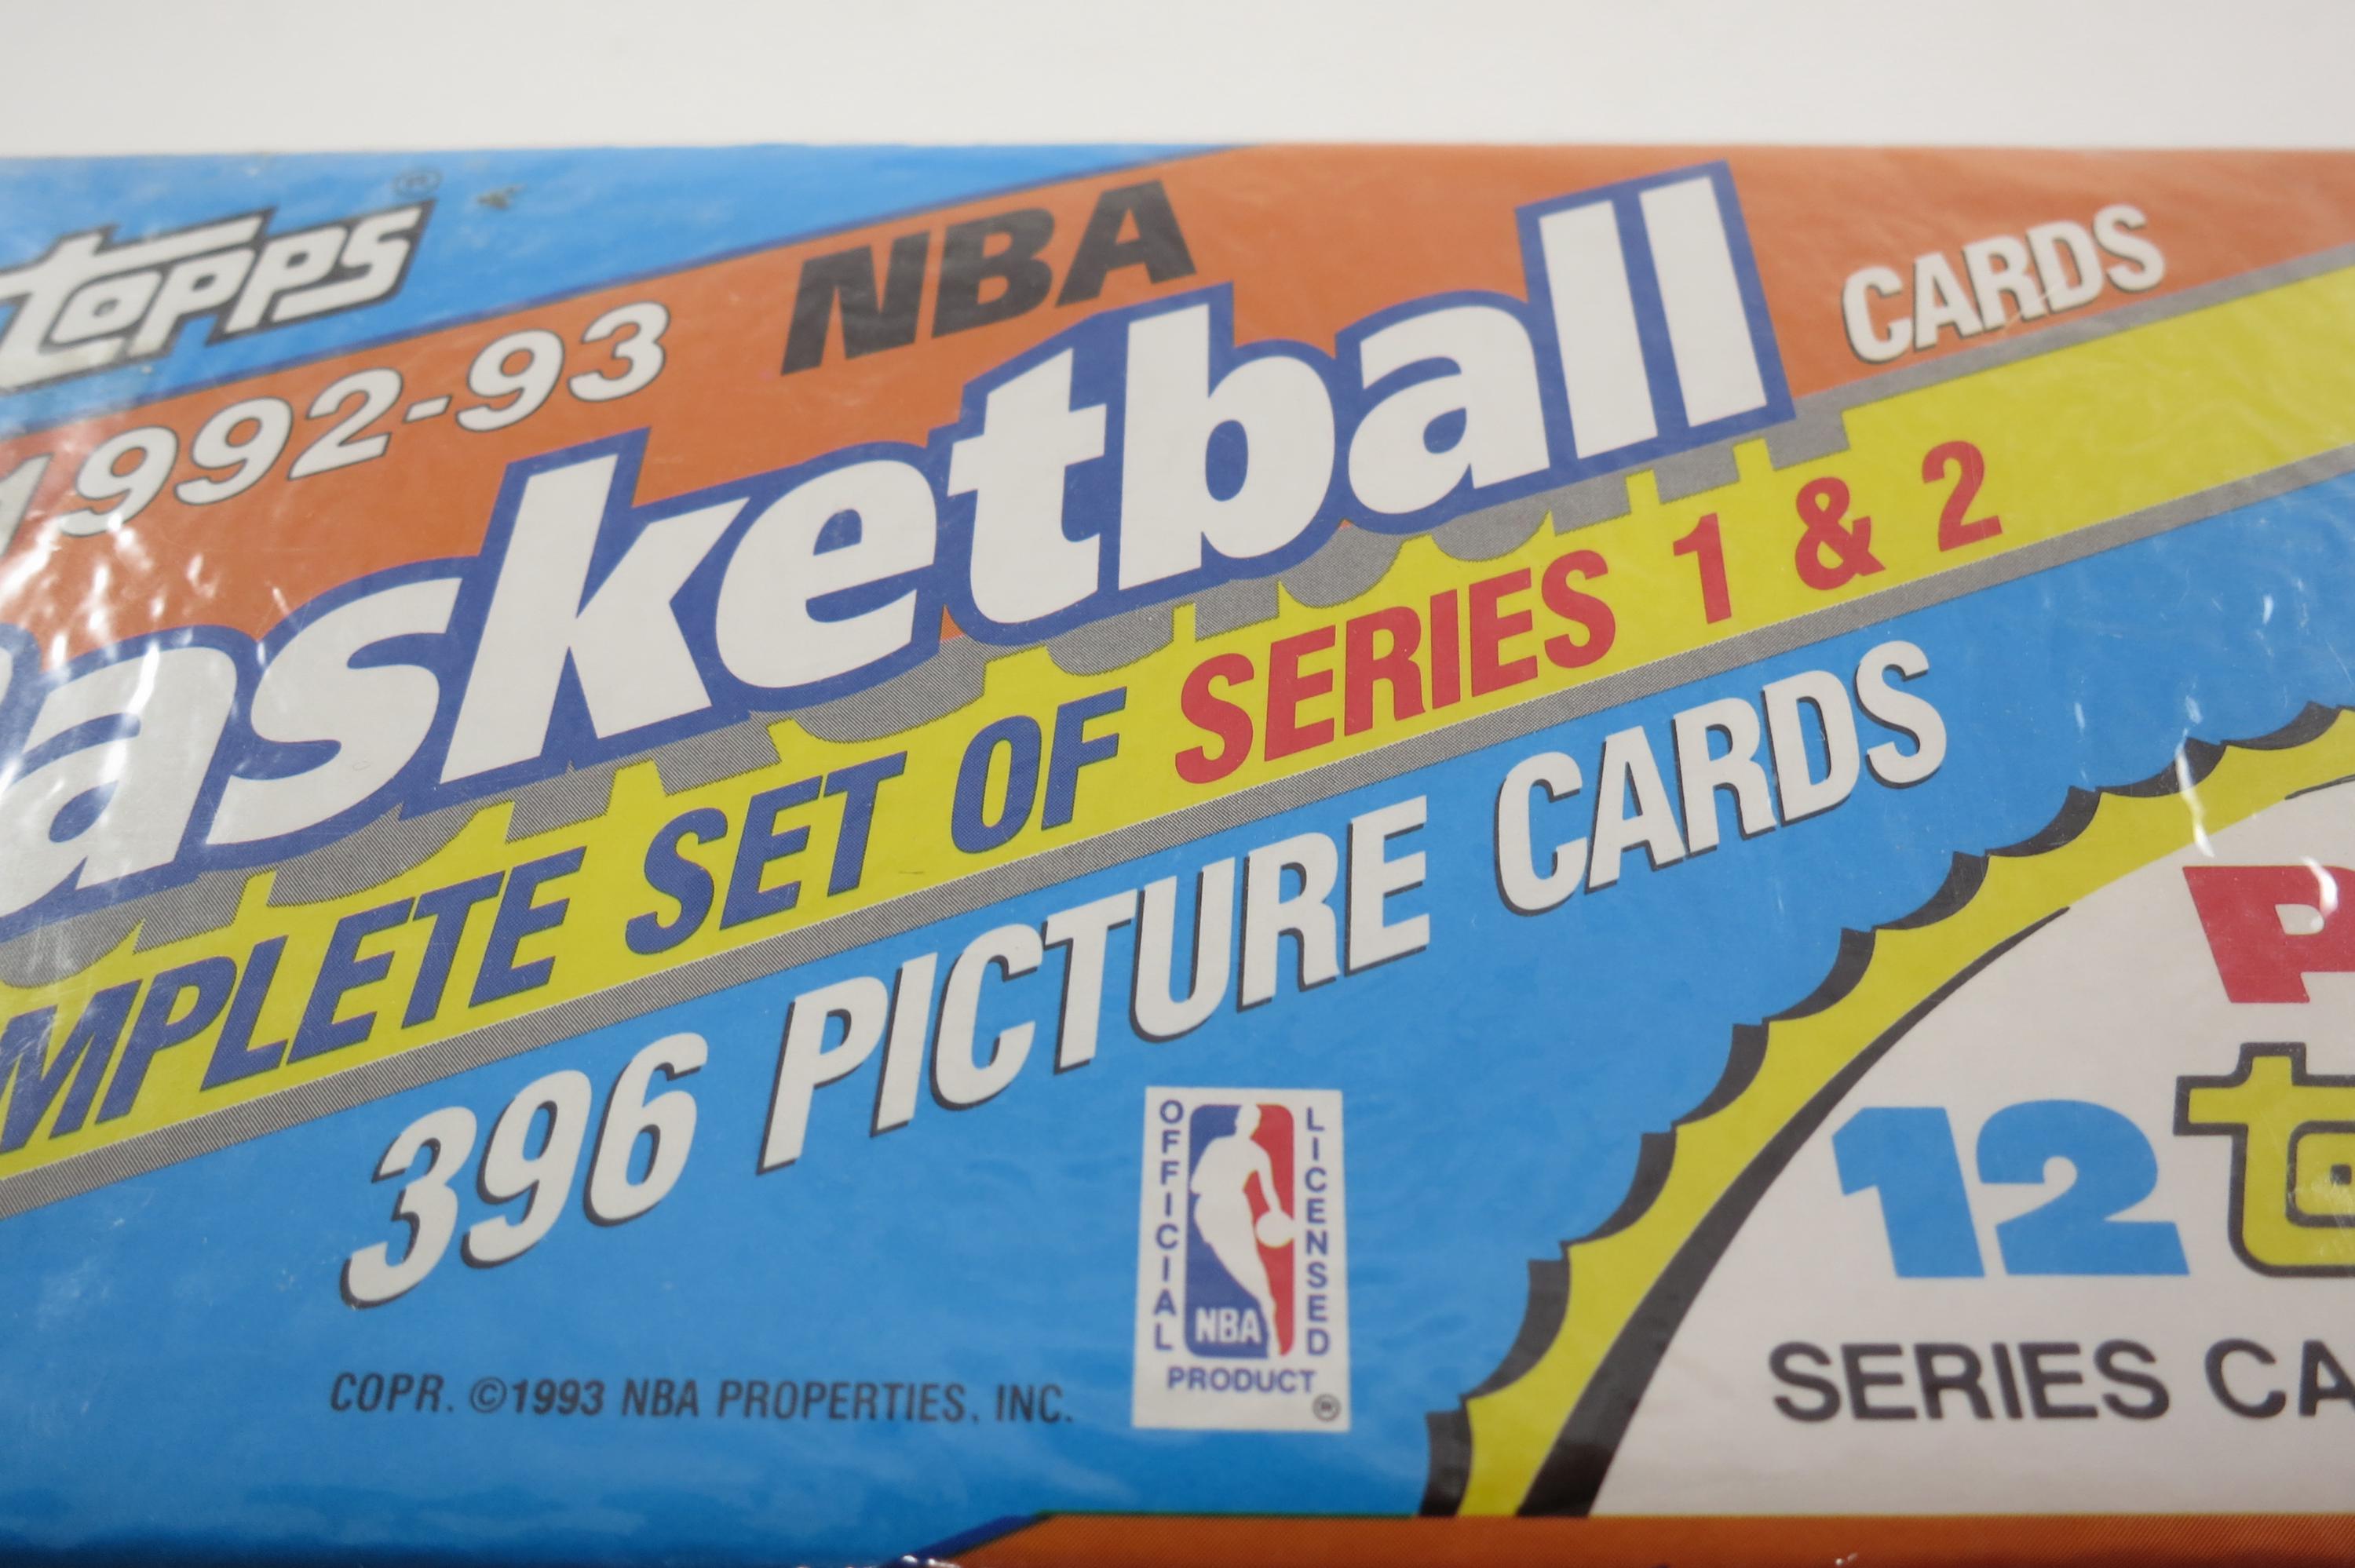 Topps®
1992-93 NBA
asketball CARDS
MPLETE SET OF SERIES 1 & 2
396 PICTURE CARDS
P
12 to
SERIES CA
OFFICIAL LICENSED
NBA
PRODUCT ®
COPR. ©1993 NBA PROPERTIES, INC.